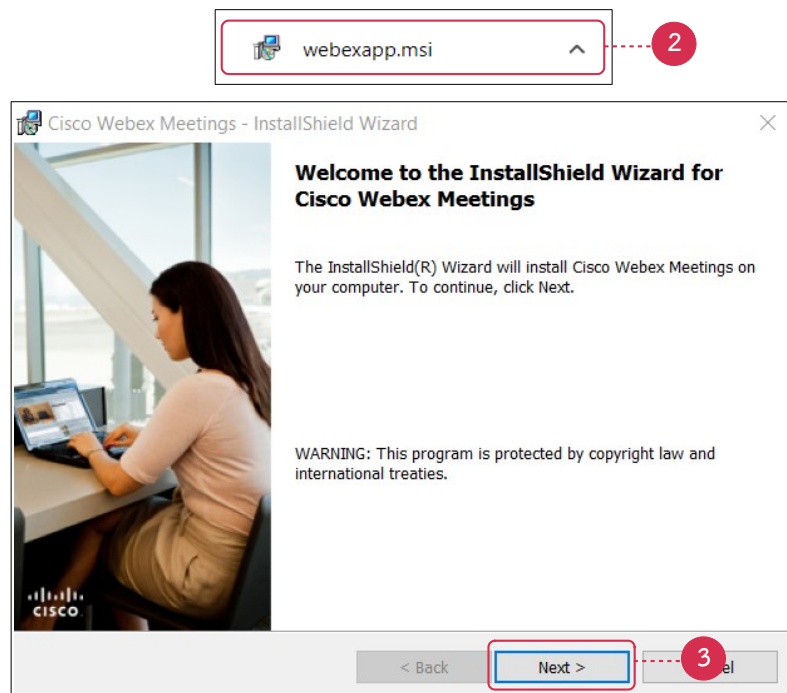 webexapp.msi
2
Cisco Webex Meetings - InstallShield Wizard
Welcome to the InstallShield Wizard for
Cisco Webex Meetings
The InstallShield(R) Wizard will install Cisco Webex Meetings on
your computer. To continue, click Next.
WARNING: This program is protected by copyright law and
international treaties.
CISCO
< Back
Next >
3